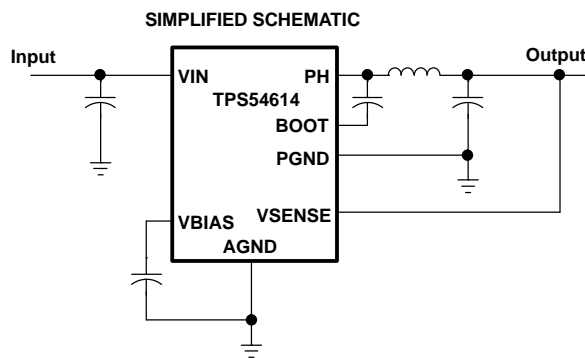 SIMPLIFIED SCHEMATIC
Input
Output
VIN
PH
TPS54614
BOOT
PGND
VBIAS
VSENSE
AGND